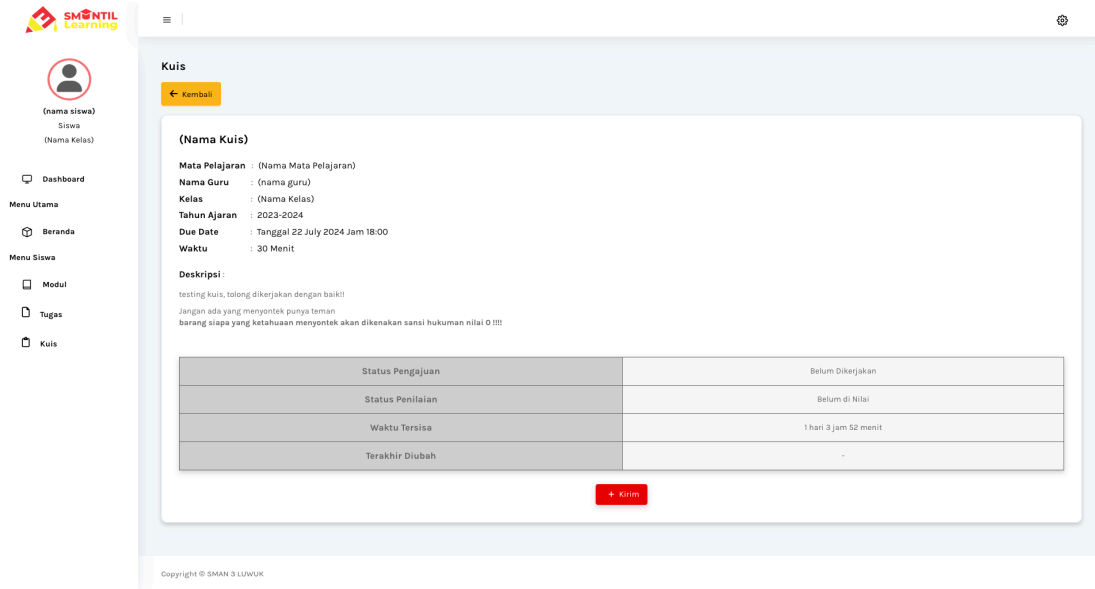 SMANTIL
Learning
(nama siswa)
Siswa
(Nama Kelas)
Dashboard
Menu Utama
Beranda
Menu Siswa
Modul
Tugas
Kuis
Kuis
Kembali
(Nama Kuis)
Mata Pelajaran : (Nama Mata Pelajaran)
Nama Guru : (nama guru)
Kelas : (Nama Kelas)
Tahun Ajaran : 2023-2024
Due Date : Tanggal 22 July 2024 Jam 18:00
Waktu : 30 Menit
Deskripsi :
testing kuis, tolong dikerjakan dengan baik!!
Jangan ada yang menyontek punya teman
barang siapa yang ketahuaan menyontek akan dikenakan sansi hukuman nilai 0 !!!!
Status Pengajuan Belum Dikerjakan
Status Penilaian Belum di Nilai
Waktu Tersisa 1 hari 3 jam 52 menit
Terakhir Diubah -
+ Kirim
Copyright © SMAN 3 LUWUK